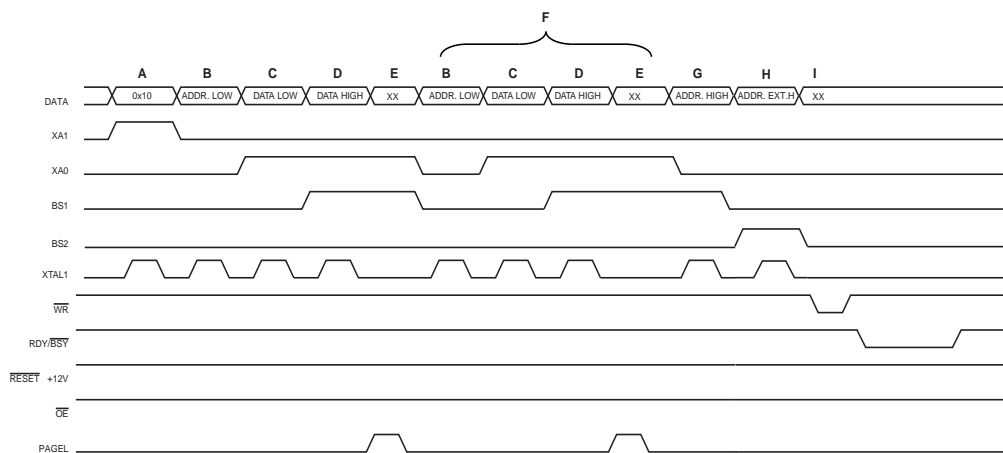 F
A B C D E B C D E G H I
DATA 0x10 ADDR. LOW DATA LOW DATA HIGH XX ADDR. LOW DATA LOW DATA HIGH XX ADDR. HIGH ADDR. EXT.H XX
XA1
XA0
BS1
BS2
XTAL1
WR
RDY/BSY
RESET +12V
OE
PAGEL